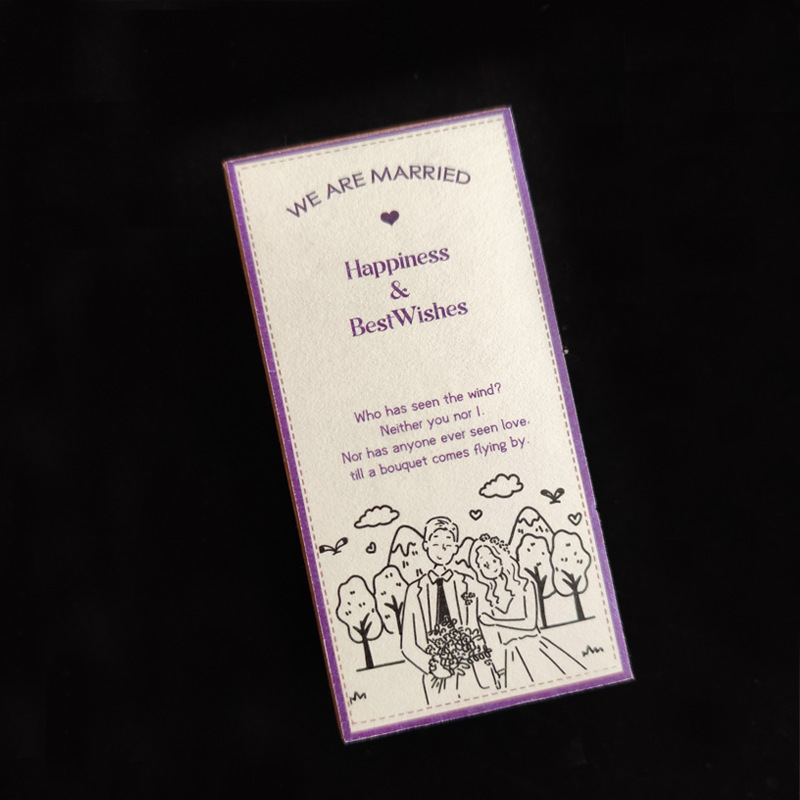 WE ARE MARRIED
Happiness
&
BestWishes
Who has seen the wind?
Neither you nor I.
Nor has anyone ever seen love.
till a bouquet comes flying by.